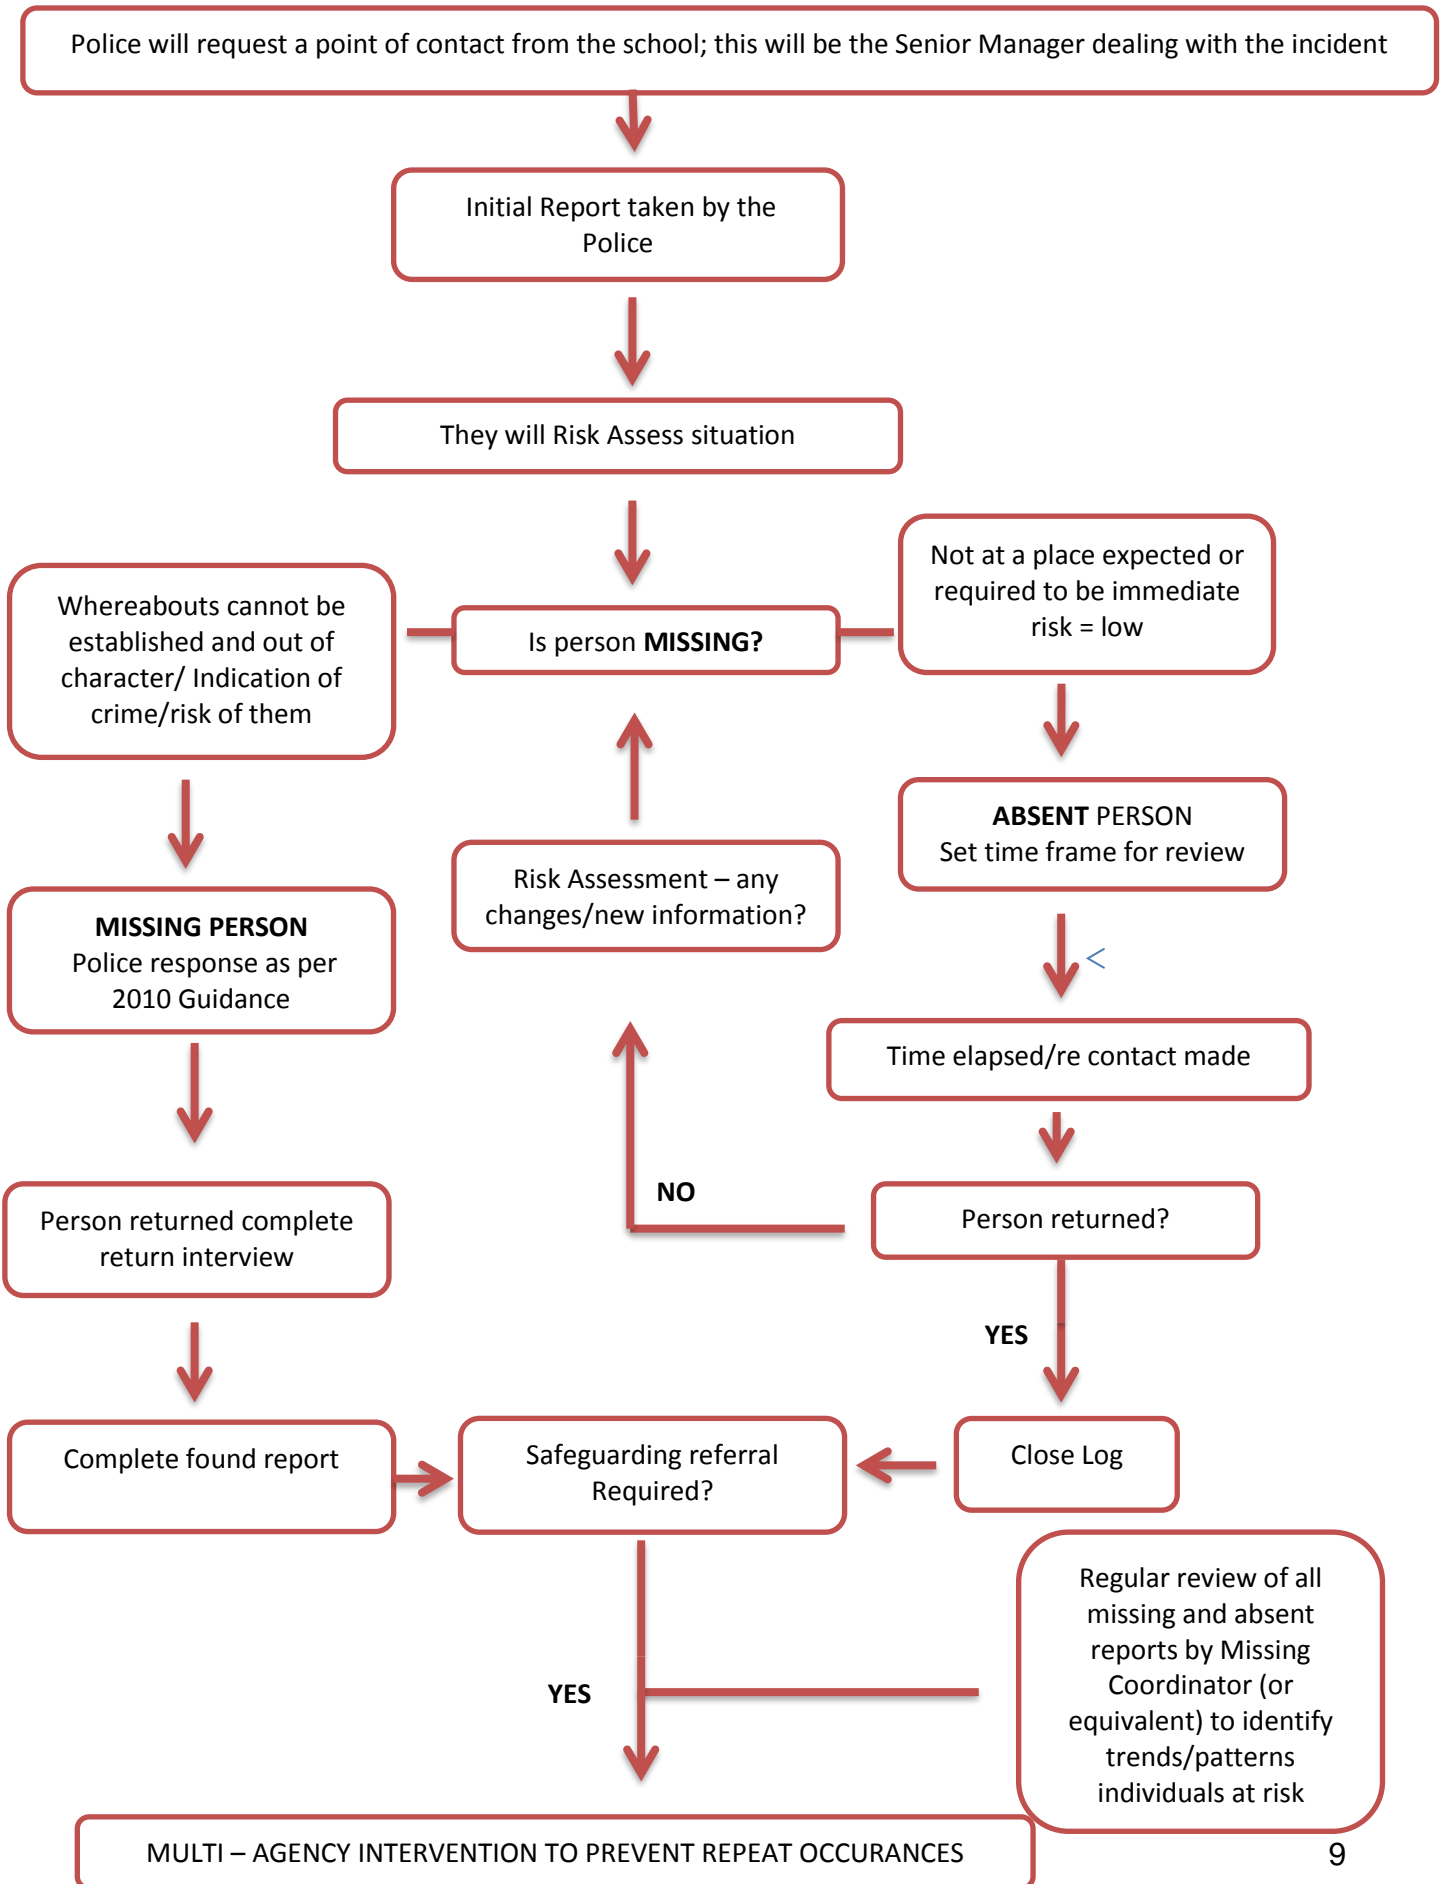 Police will request a point of contact from the school; this will be the Senior Manager dealing with the incident
Initial Report taken by the
Police
They will Risk Assess situation
Not at a place expected or
required to be immediate
risk = low
Whereabouts cannot be
established and out of
character/ Indication of
crime/risk of them
Is person MISSING?
ABSENT PERSON
Set time frame for review
Risk Assessment – any
changes/new information?
MISSING PERSON
Police response as per
2010 Guidance
Time elapsed/re contact made
NO
Person returned?
Person returned complete
return interview
YES
Complete found report
Safeguarding referral
Required?
Close Log
Regular review of all
missing and absent
reports by Missing
Coordinator (or
equivalent) to identify
trends/patterns
individuals at risk
YES
MULTI – AGENCY INTERVENTION TO PREVENT REPEAT OCCURANCES
9